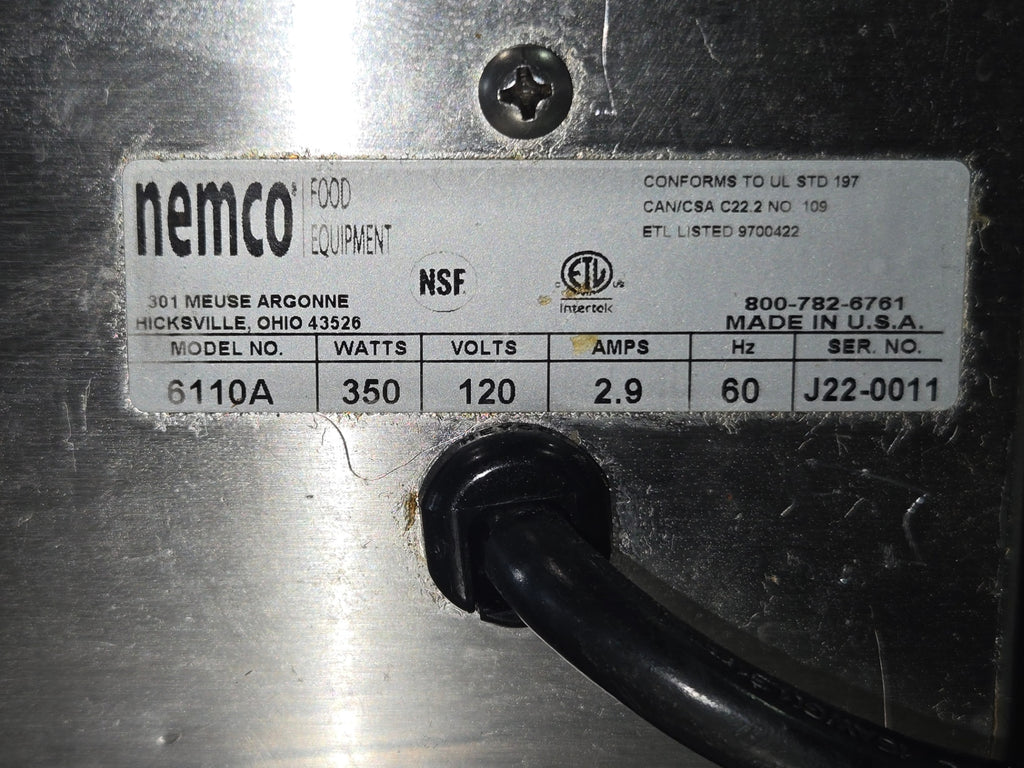 nemco® FOOD
EQUIPMENT
CONFORMS TO UL STD 197
CAN/CSA C22.2 NO. 109
ETL LISTED 9700422
NSF
ETL
C US
Intertek
301 MEUSE ARGONNE
HICKSVILLE, OHIO 43526
800-782-6761
MADE IN U.S.A.
MODEL NO. WATTS VOLTS AMPS Hz SER. NO.
6110A 350 120 2.9 60 J22-0011